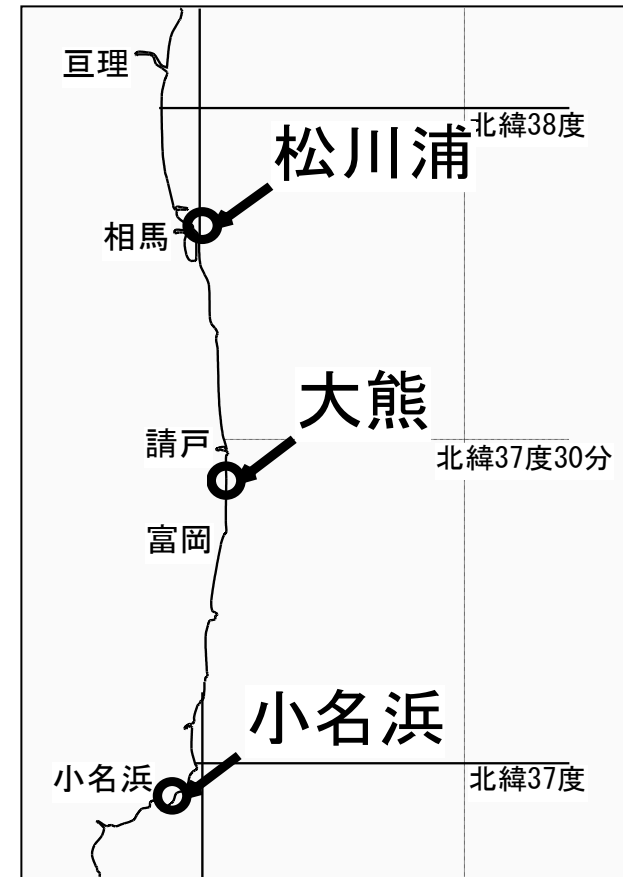 亘理
北緯38度
松川浦
相馬
大熊
請戸
北緯37度30分
富岡
小名浜
小名浜
北緯37度